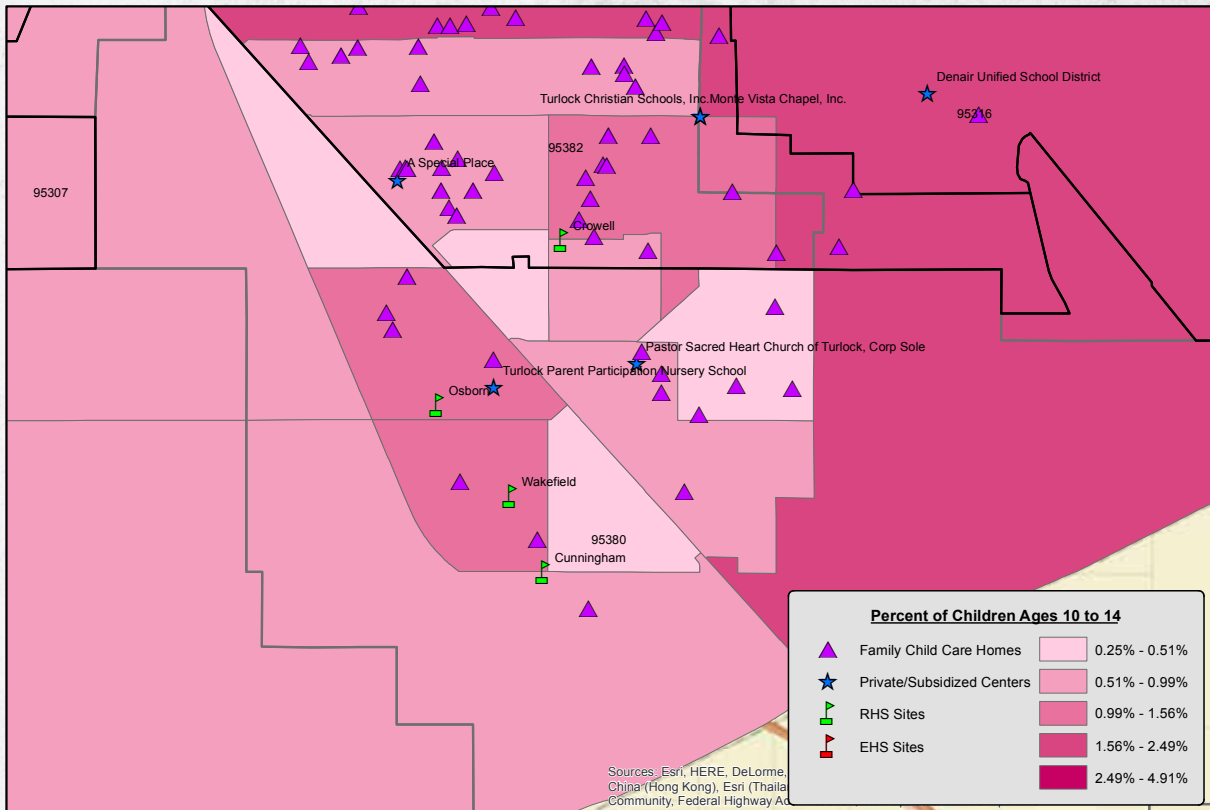 Denair Unified School District
95316
Turlock Christian Schools, Inc.Monte Vista Chapel, Inc.
95382
A Special Place
95307
Crowell
Pastor Sacred Heart Church of Turlock, Corp Sole
Turlock Parent Participation Nursery School
Osborn
Wakefield
95380
Cunningham
Percent of Children Ages 10 to 14
Family Child Care Homes
0.25% - 0.51%
Private/Subsidized Centers
0.51% - 0.99%
RHS Sites
0.99% - 1.56%
EHS Sites
1.56% - 2.49%
2.49% - 4.91%
Sources: Esri, HERE, DeLorme,
China (Hong Kong), Esri (Thaila
Community, Federal Highway Ad